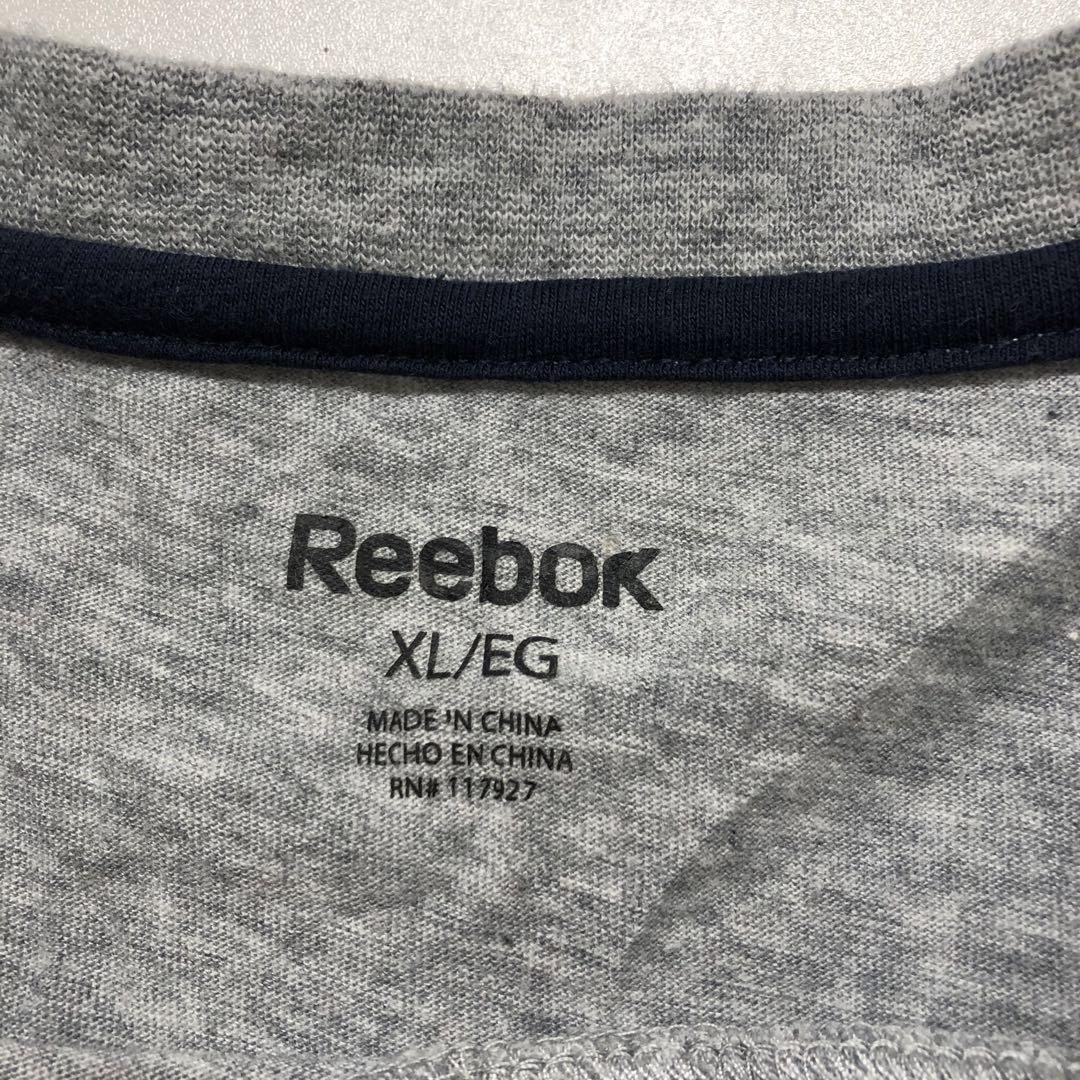 Reebok
XL/EG
MADE IN CHINA
HECHO EN CHINA
RN# 117927